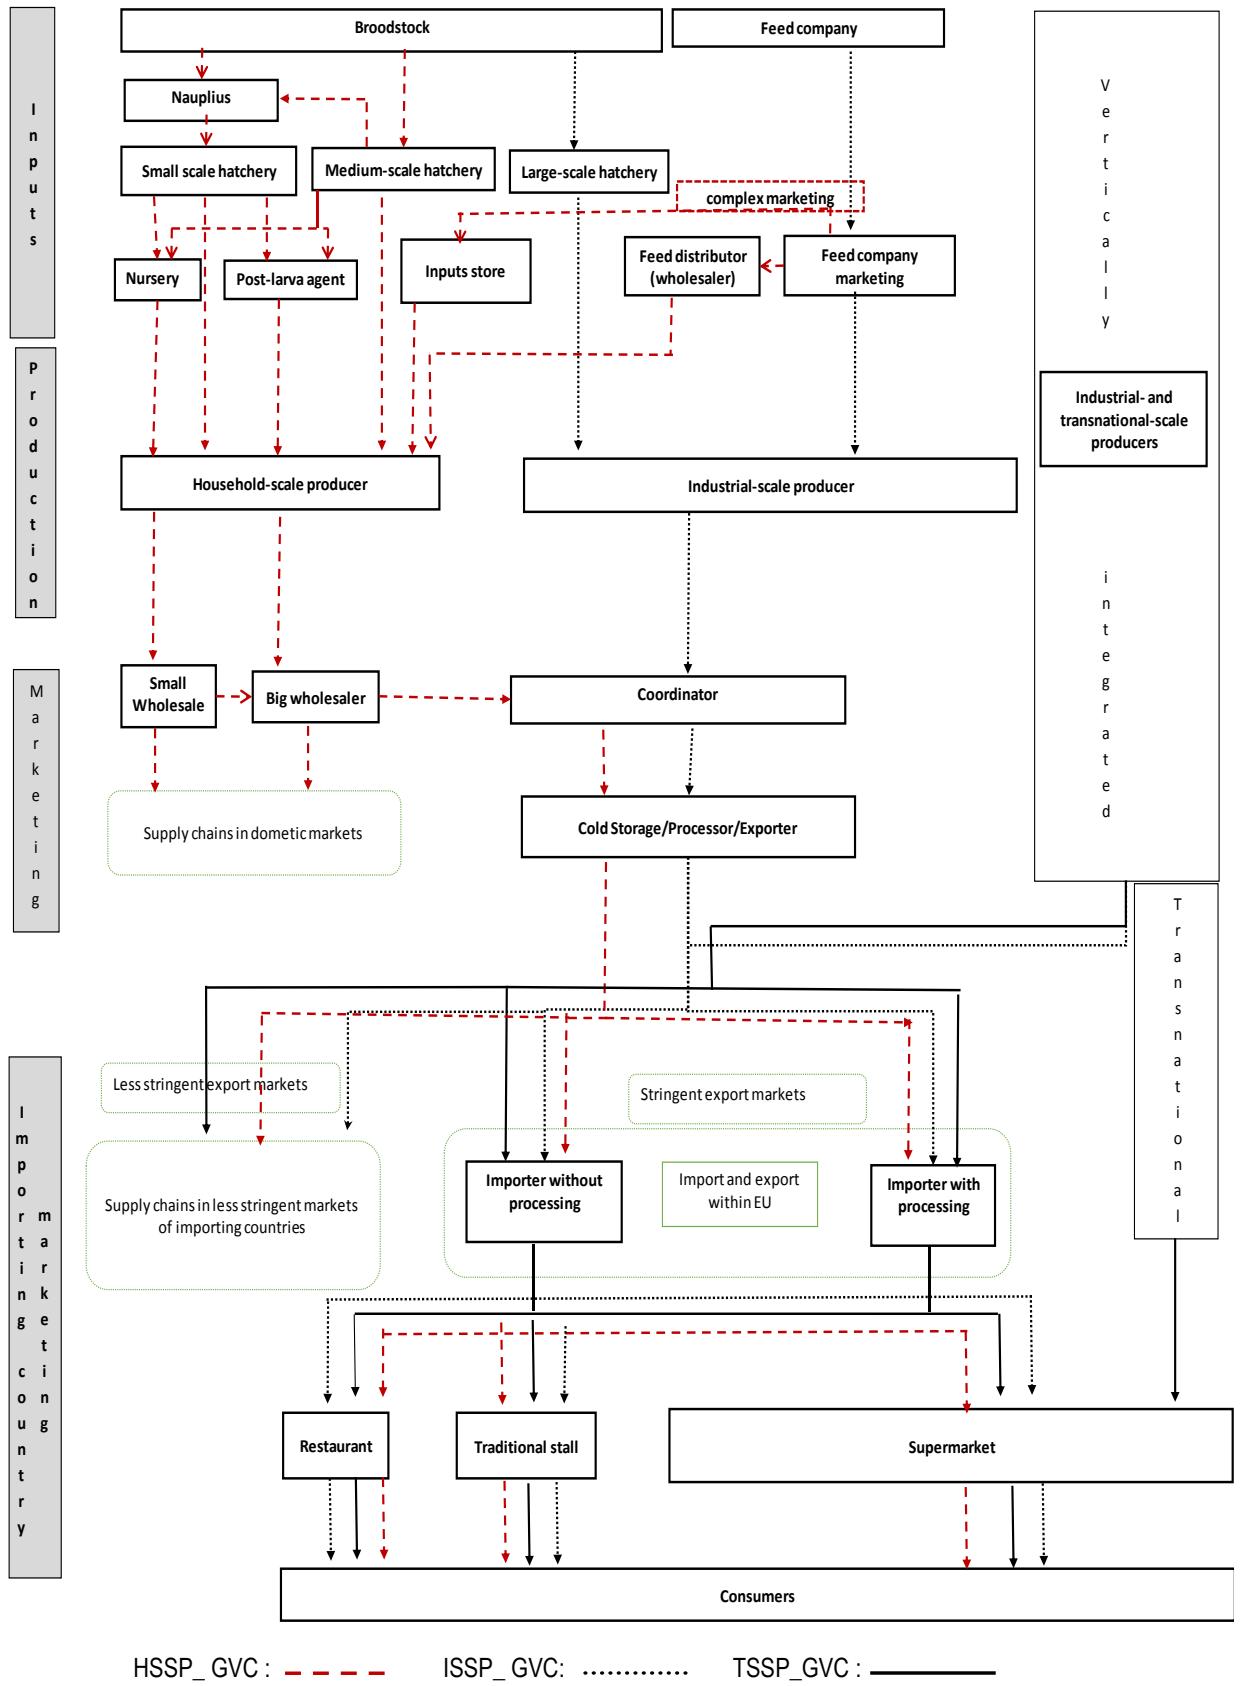 Broodstock
Feed company
Inputs
Nauplius
Vertically
Small scale hatchery
Medium-scale hatchery
Large-scale hatchery
complex marketing
Nursery
Post-larva agent
Inputs store
Feed distributor
(wholesaler)
Feed company
marketing
Production
Industrial- and
transnational-scale
producers
Household-scale producer
Industrial-scale producer
integrated
Marketing
Small
Wholesale
Big wholesaler
Coordinator
Supply chains in dometic markets
Cold Storage/Processor/Exporter
Transnational
Importing country
marketing
Less stringent export markets
Stringent export markets
Supply chains in less stringent markets
of importing countries
Importer without
processing
Import and export
within EU
Importer with
processing
Restaurant
Traditional stall
Supermarket
Consumers
HSSP_ GVC :
ISSP_ GVC:
TSSP_GVC :